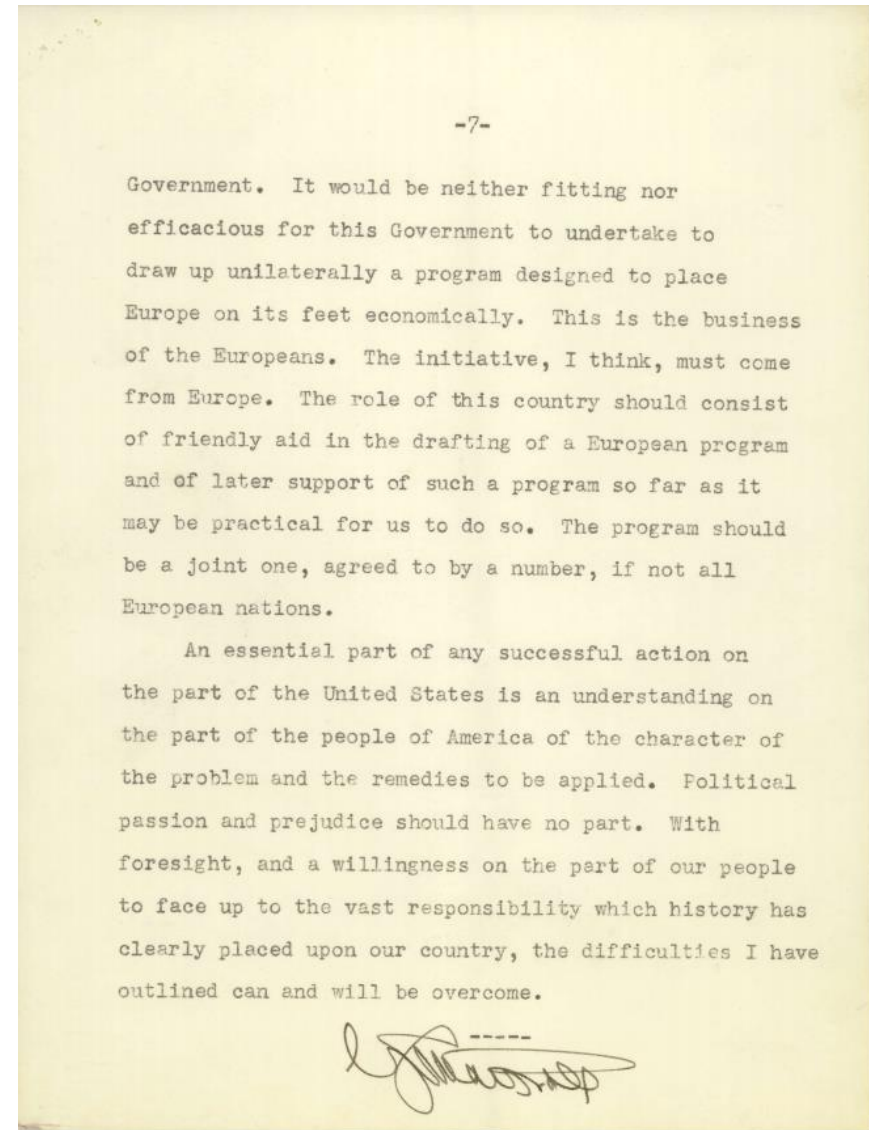 -7-
Government. It would be neither fitting nor
efficacious for this Government to undertake to
draw up unilaterally a program designed to place
Europe on its feet economically. This is the business
of the Europeans. The initiative, I think, must come
from Europe. The role of this country should consist
of friendly aid in the drafting of a European program
and of later support of such a program so far as it
may be practical for us to do so. The program should
be a joint one, agreed to by a number, if not all
European nations.
An essential part of any successful action on
the part of the United States is an understanding on
the part of the people of America of the character of
the problem and the remedies to be applied. Political
passion and prejudice should have no part. With
foresight, and a willingness on the part of our people
to face up to the vast responsibility which history has
clearly placed upon our country, the difficulties I have
outlined can and will be overcome.
-----